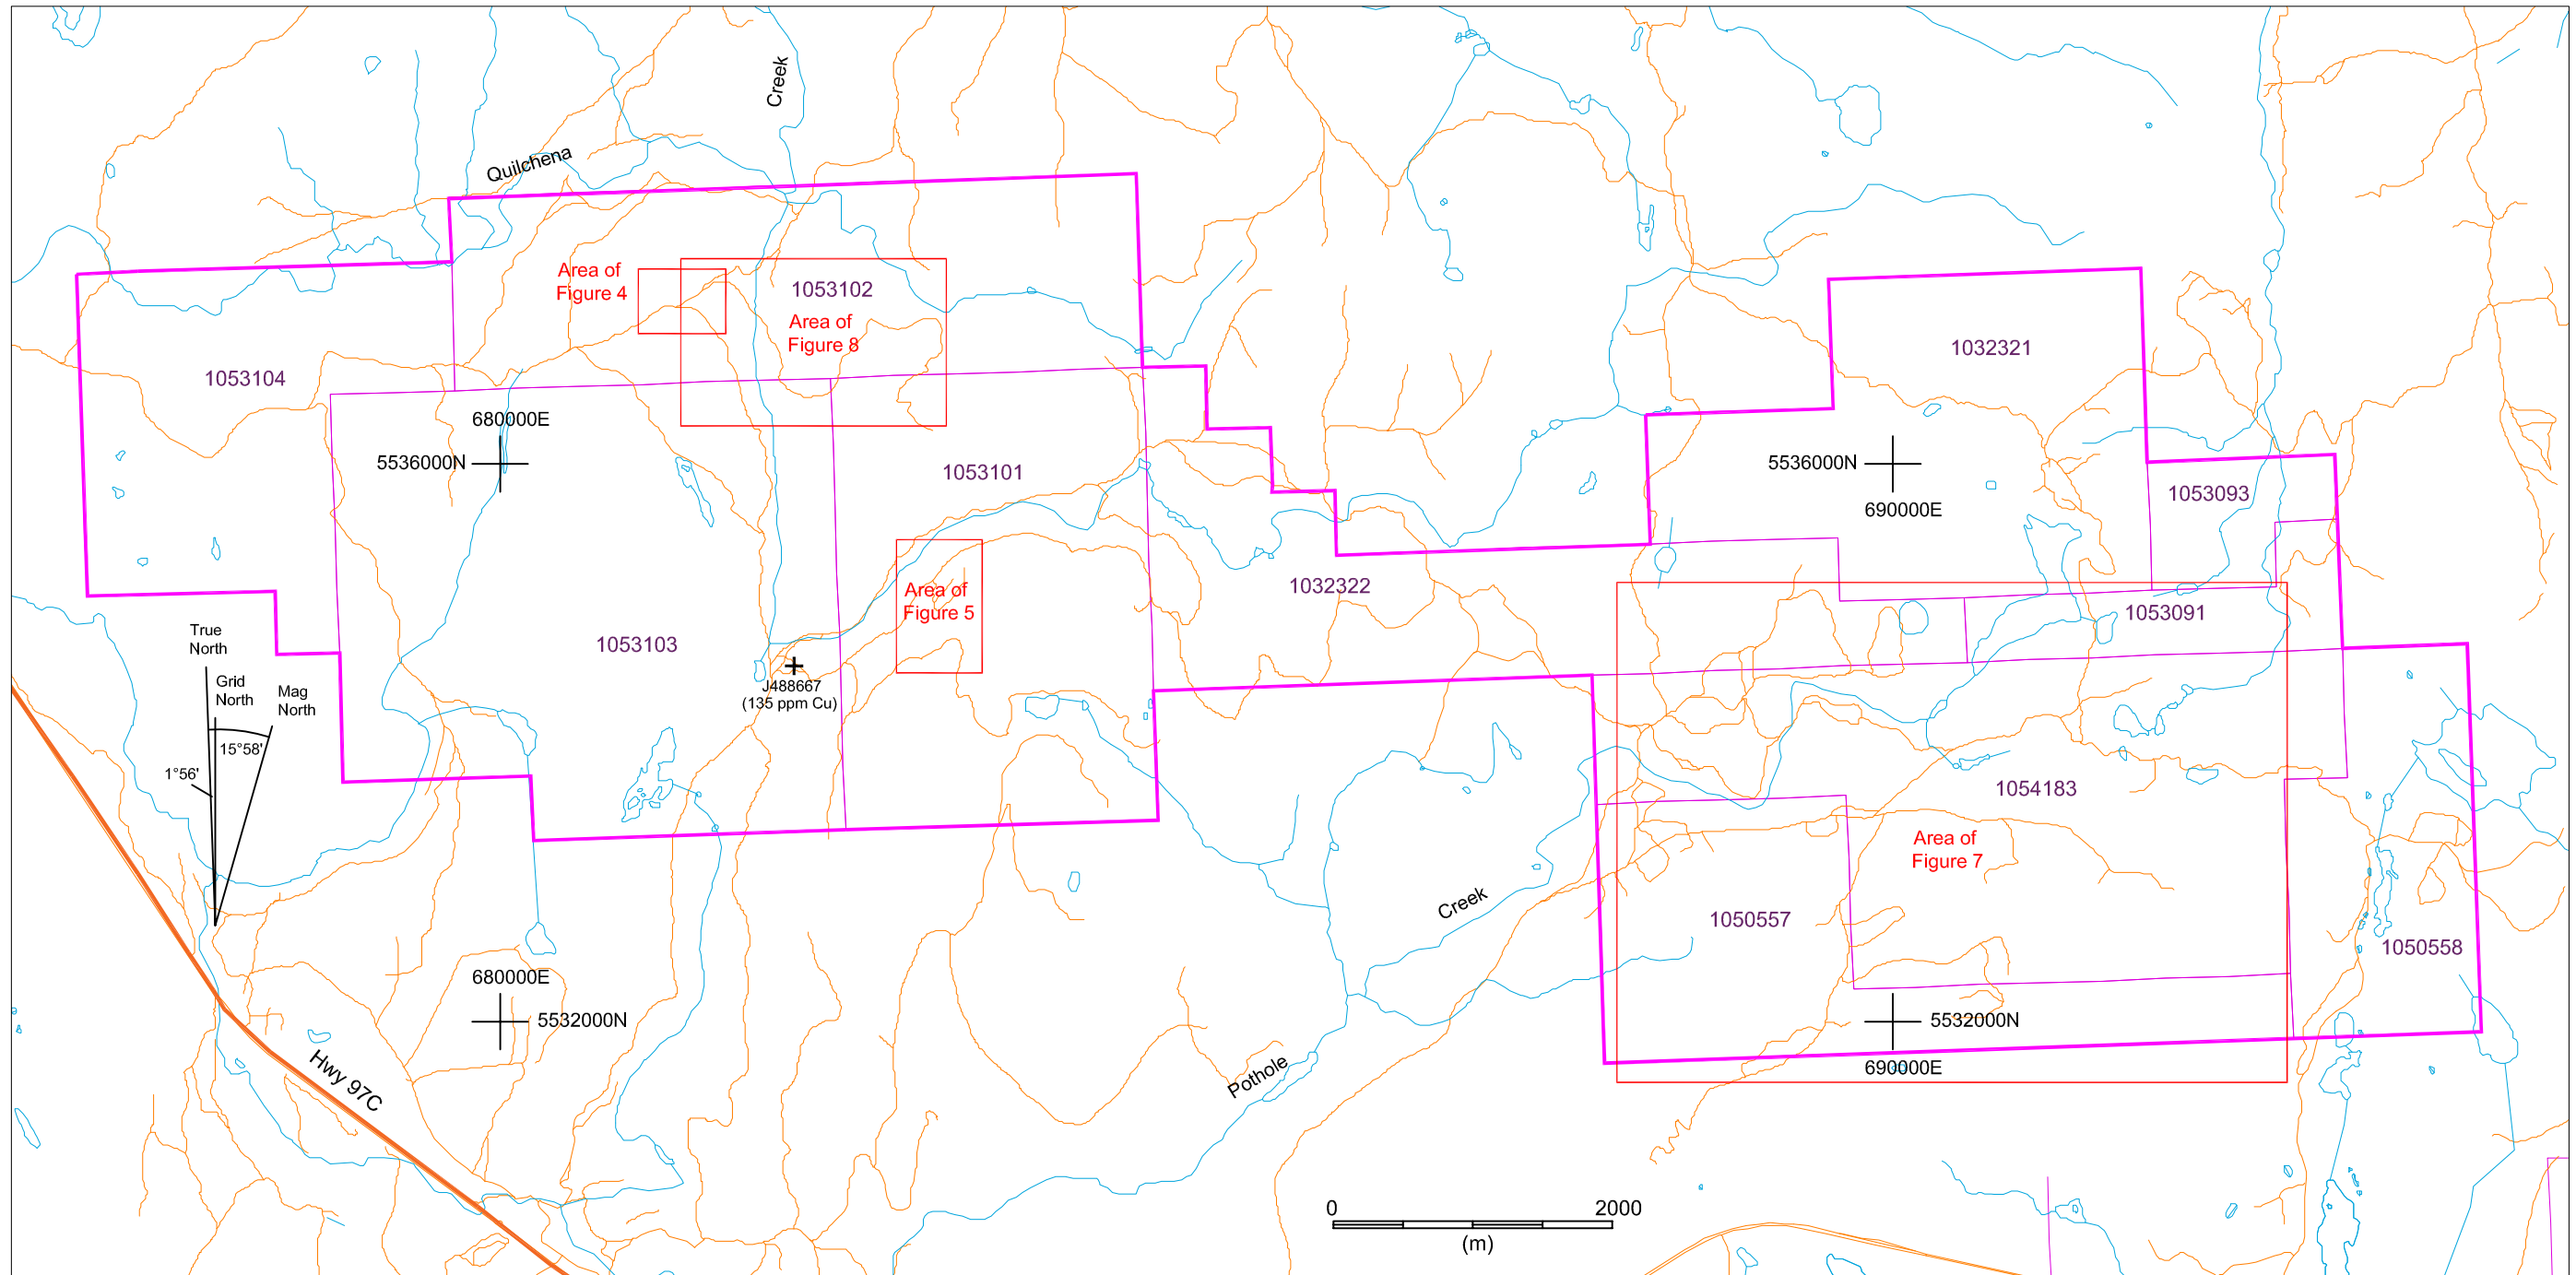 Creek
Quilchena
Area of
Figure 4
1053102
Area of
Figure 8
1032321
1053104
680000E
5536000N
1053101
5536000N
690000E
1053093
1032322
Area of
Figure 5
1053091
1053103
J488667
(135 ppm Cu)
True
North
Grid
North
Mag
North
15°58'
1°56'
1054183
Area of
Figure 7
1050557
1050558
Creek
680000E
5532000N
5532000N
690000E
Pothole
Hwy 97C
0 2000
(m)